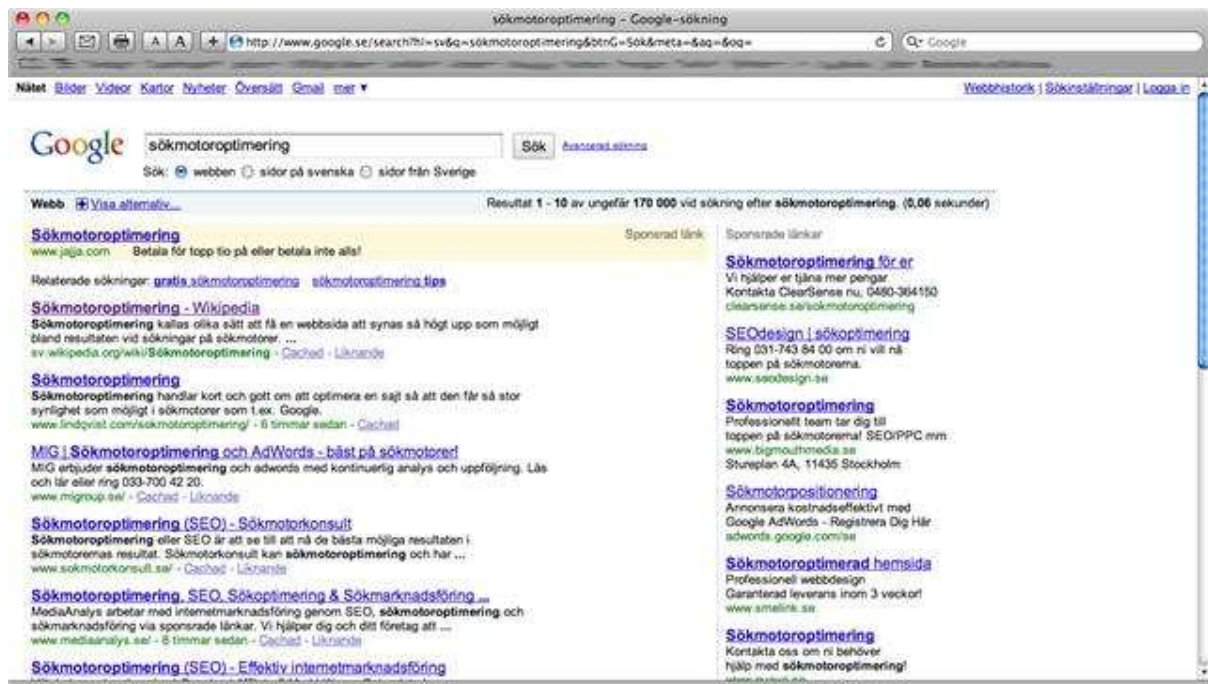 sökmotoroptimering - Google-sökning
A A + http://www.google.se/search?hl=sv&q=sökmotoroptimering&btnG=Sök&meta=&aq=&oq= Google
Nätet Bilder Videor Kartor Nyheter Översätt Gmail mer ▼ Webbhistorik | Sökinställningar | Logga in
Google sökmotoroptimering Sök Avancerad sökning
Sök: webben sidor på svenska sidor från Sverige
Webb Visa alternativ... Resultat 1 - 10 av ungefär 170 000 vid sökning efter sökmotoroptimering. (0,06 sekunder)
Sökmotoroptimering Sponsrad länk
www.jajja.com Betala för topp tio på eller betala inte alls!
Relaterade sökningar: gratis sökmotoroptimering sökmotoroptimering tips
Sökmotoroptimering - Wikipedia
Sökmotoroptimering kallas olika sätt att få en webbsida att synas så högt upp som möjligt
bland resultaten vid sökningar på sökmotorer. ...
sv.wikipedia.org/wiki/Sökmotoroptimering - Cachad - Liknande
Sökmotoroptimering
Sökmotoroptimering handlar kort och gott om att optimera en sajt så att den får så stor
synlighet som möjligt i sökmotorer som t.ex. Google.
www.lindqvist.com/sokmotoroptimering/ - 6 timmar sedan - Cachad
MIG | Sökmotoroptimering och AdWords - bäst på sökmotorer!
MIG erbjuder sökmotoroptimering och adwords med kontinuerlig analys och uppföljning. Läs
och lär eller ring 033-700 42 20.
www.migroup.se/ - Cachad - Liknande
Sökmotoroptimering (SEO) - Sökmotorkonsult
Sökmotoroptimering eller SEO är att se till att nå de bästa möjliga resultaten i
sökmotorernas resultat. Sökmotorkonsult kan sökmotoroptimering och har ...
www.sokmotorkonsult.se/ - Cachad - Liknande
Sökmotoroptimering, SEO, Sökoptimering & Sökmarknadsföring ...
MediaAnalys arbetar med internetmarknadsföring genom SEO, sökmotoroptimering och
sökmarknadsföring via sponsrade länkar. Vi hjälper dig och ditt företag att ...
www.mediaanalys.se/ - 6 timmar sedan - Cachad - Liknande
Sökmotoroptimering (SEO) - Effektiv internetmarknadsföring
Sponsrade länkar
Sökmotoroptimering för er
Vi hjälper er tjäna mer pengar
Kontakta ClearSense nu, 0480-364150
clearsense.se/sokmotoroptimering
SEOdesign | sökoptimering
Ring 031-743 84 00 om ni vill nå
toppen på sökmotorerna.
www.seodesign.se
Sökmotoroptimering
Professionellt team tar dig till
toppen på sökmotorerna! SEO/PPC mm
www.bigmouthmedia.se
Stureplan 4A, 11435 Stockholm
Sökmotorpositionering
Annonsera kostnadseffektivt med
Google AdWords - Registrera Dig Här
adwords.google.com/se
Sökmotoroptimerad hemsida
Professionell webbdesign
Garanterad leverans inom 3 veckor!
www.smelink.se
Sökmotoroptimering
Kontakta oss om ni behöver
hjälp med sökmotoroptimering!